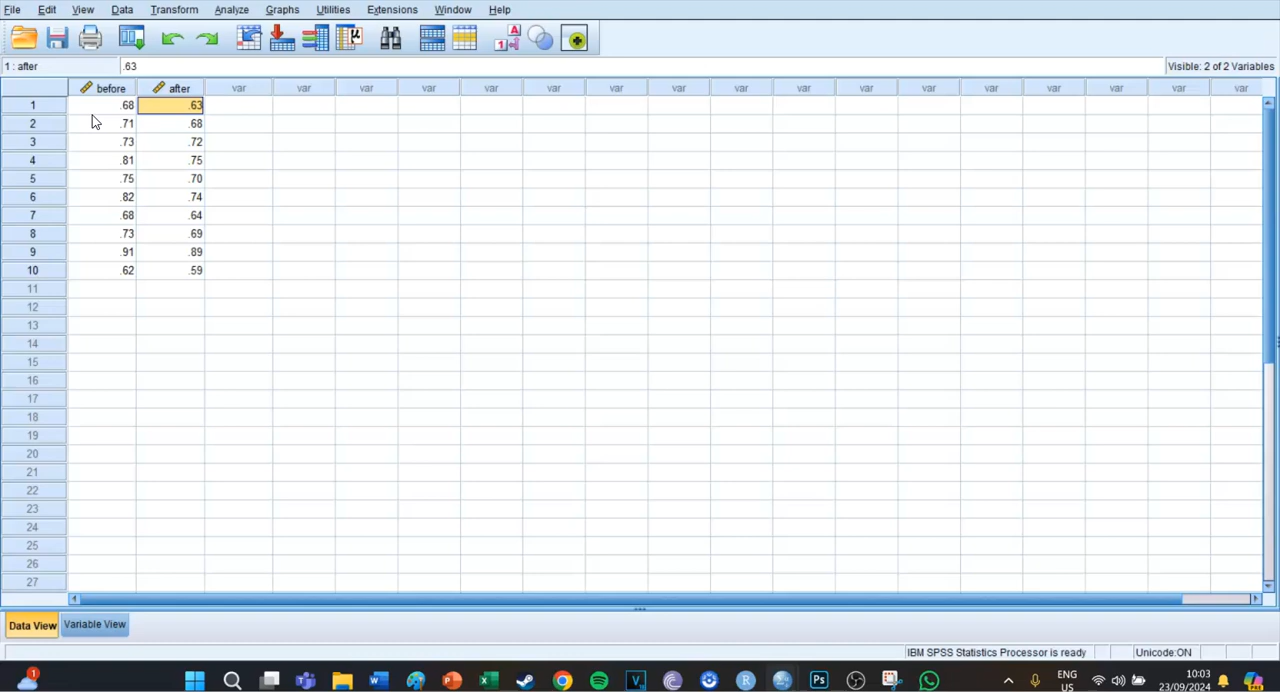 File Edit View Data Transform Analyze Graphs Utilities Extensions Window Help
1 : after .63 Visible: 2 of 2 Variables
before after var var var var var var var var var var var var var var var var var
1 .68 .63
2 .71 .68
3 .73 .72
4 .81 .75
5 .75 .70
6 .82 .74
7 .68 .64
8 .73 .69
9 .91 .89
10 .62 .59
11
12
13
14
15
16
17
18
19
20
21
22
23
24
25
26
27
Data View Variable View
IBM SPSS Statistics Processor is ready Unicode:ON
ENG 10:03
US 23/09/2024